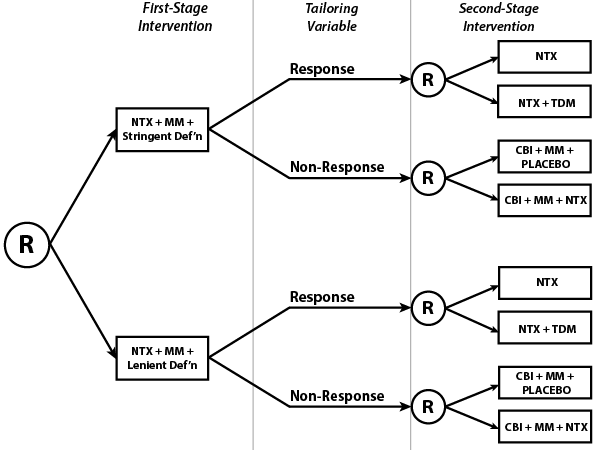 First-Stage
Intervention
Tailoring
Variable
Second-Stage
Intervention
R
NTX + MM +
Stringent Def'n
Response
R
NTX
NTX + TDM
Non-Response
R
CBI + MM +
PLACEBO
CBI + MM + NTX
NTX + MM +
Lenient Def'n
Response
R
NTX
NTX + TDM
Non-Response
R
CBI + MM +
PLACEBO
CBI + MM + NTX